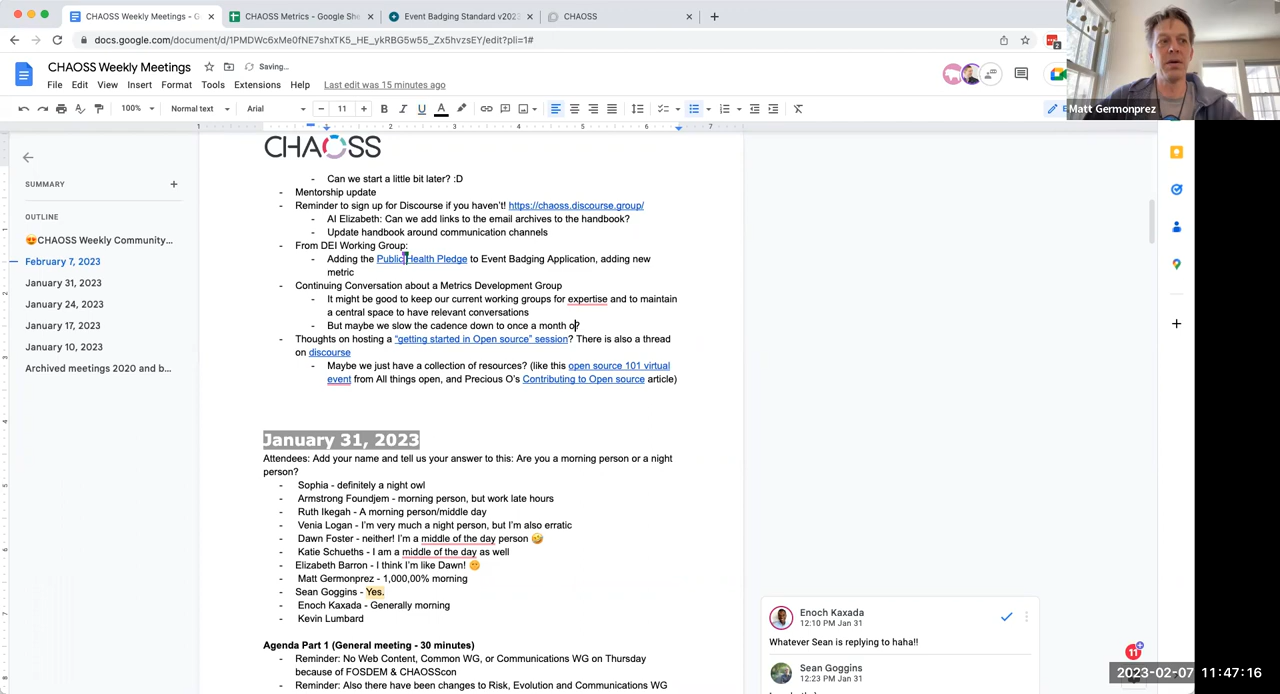 CHAOSS Weekly Meetings - G
CHAOSS Metrics - Google She
Event Badging Standard v202
CHAOSS
docs.google.com/document/d/1PMDWc6xMe0fNE7shxTK5_HE_ykRBG5w55_Zx5hvzsEY/edit?pli=1#
CHAOSS Weekly Meetings
Saving...
File Edit View Insert Format Tools Extensions Help Last edit was 15 minutes ago
100% Normal text Arial 11
Matt Germonprez
CHAOSS
SUMMARY
OUTLINE
😍CHAOSS Weekly Community...
February 7, 2023
January 31, 2023
January 24, 2023
January 17, 2023
January 10, 2023
Archived meetings 2020 and b...
- Can we start a little bit later? :D
- Mentorship update
- Reminder to sign up for Discourse if you haven't! https://chaoss.discourse.group/
- AI Elizabeth: Can we add links to the email archives to the handbook?
- Update handbook around communication channels
- From DEI Working Group:
- Adding the Public Health Pledge to Event Badging Application, adding new
metric
- Continuing Conversation about a Metrics Development Group
- It might be good to keep our current working groups for expertise and to maintain
a central space to have relevant conversations
- But maybe we slow the cadence down to once a month o?
- Thoughts on hosting a "getting started in Open source" session? There is also a thread
on discourse
- Maybe we just have a collection of resources? (like this open source 101 virtual
event from All things open, and Precious O's Contributing to Open source article)
January 31, 2023
Attendees: Add your name and tell us your answer to this: Are you a morning person or a night
person?
- Sophia - definitely a night owl
- Armstrong Foundjem - morning person, but work late hours
- Ruth Ikegah - A morning person/middle day
- Venia Logan - I'm very much a night person, but I'm also erratic
- Dawn Foster - neither! I'm a middle of the day person 🤣
- Katie Schueths - I am a middle of the day as well
- Elizabeth Barron - I think I'm like Dawn! 🤭
- Matt Germonprez - 1,000,00% morning
- Sean Goggins - Yes.
- Enoch Kaxada - Generally morning
- Kevin Lumbard
Agenda Part 1 (General meeting - 30 minutes)
- Reminder: No Web Content, Common WG, or Communications WG on Thursday
because of FOSDEM & CHAOSScon
- Reminder: Also there have been changes to Risk, Evolution and Communications WG
Enoch Kaxada
12:10 PM Jan 31
Whatever Sean is replying to haha!!
Sean Goggins
12:23 PM Jan 31
11
2023-02-07 11:47:16